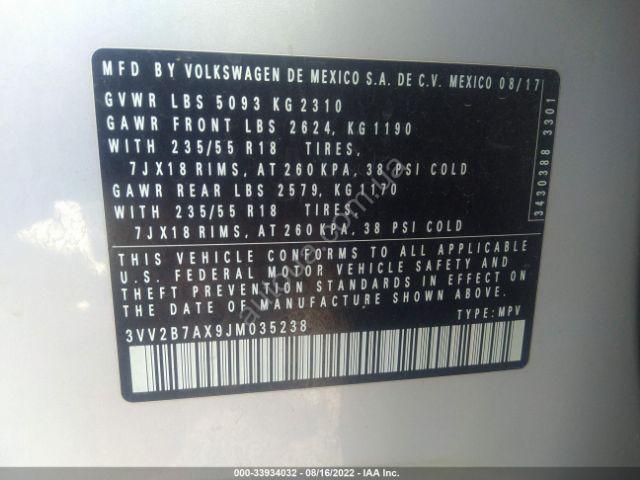 MFD BY VOLKSWAGEN DE MEXICO S.A. DE C.V. MEXICO 08/17
GVWR LBS 5093 KG 2310
GAWR FRONT LBS 2624, KG 1190
WITH 235/55 R18 TIRES,
7JX18 RIMS, AT 260 KPA, 38 PSI COLD
GAWR REAR LBS 2579, KG 1170
WITH 235/55 R18 TIRES
7JX18 RIMS, AT 260 KPA, 38 PSI COLD
THIS VEHICLE CONFORMS TO ALL APPLICABLE
U.S. FEDERAL MOTOR VEHICLE SAFETY AND
THEFT PREVENTION STANDARDS IN EFFECT ON
THE DATE OF MANUFACTURE SHOWN ABOVE.
3VV2B7AX9JM035238 TYPE: MPV
3430388 3301
000-33934032 - 08/16/2022 - IAAI.COM